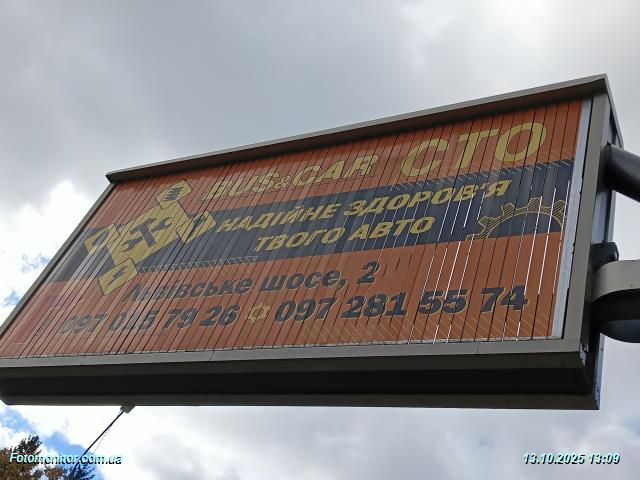 BUS&CAR СТО
НАДІЙНЕ ЗДОРОВ'Я
ТВОГО АВТО
Львівське шосе, 2
097 015 79 26 097 281 55 74
Fotomonitor.com.ua
13.10.2025 13:09